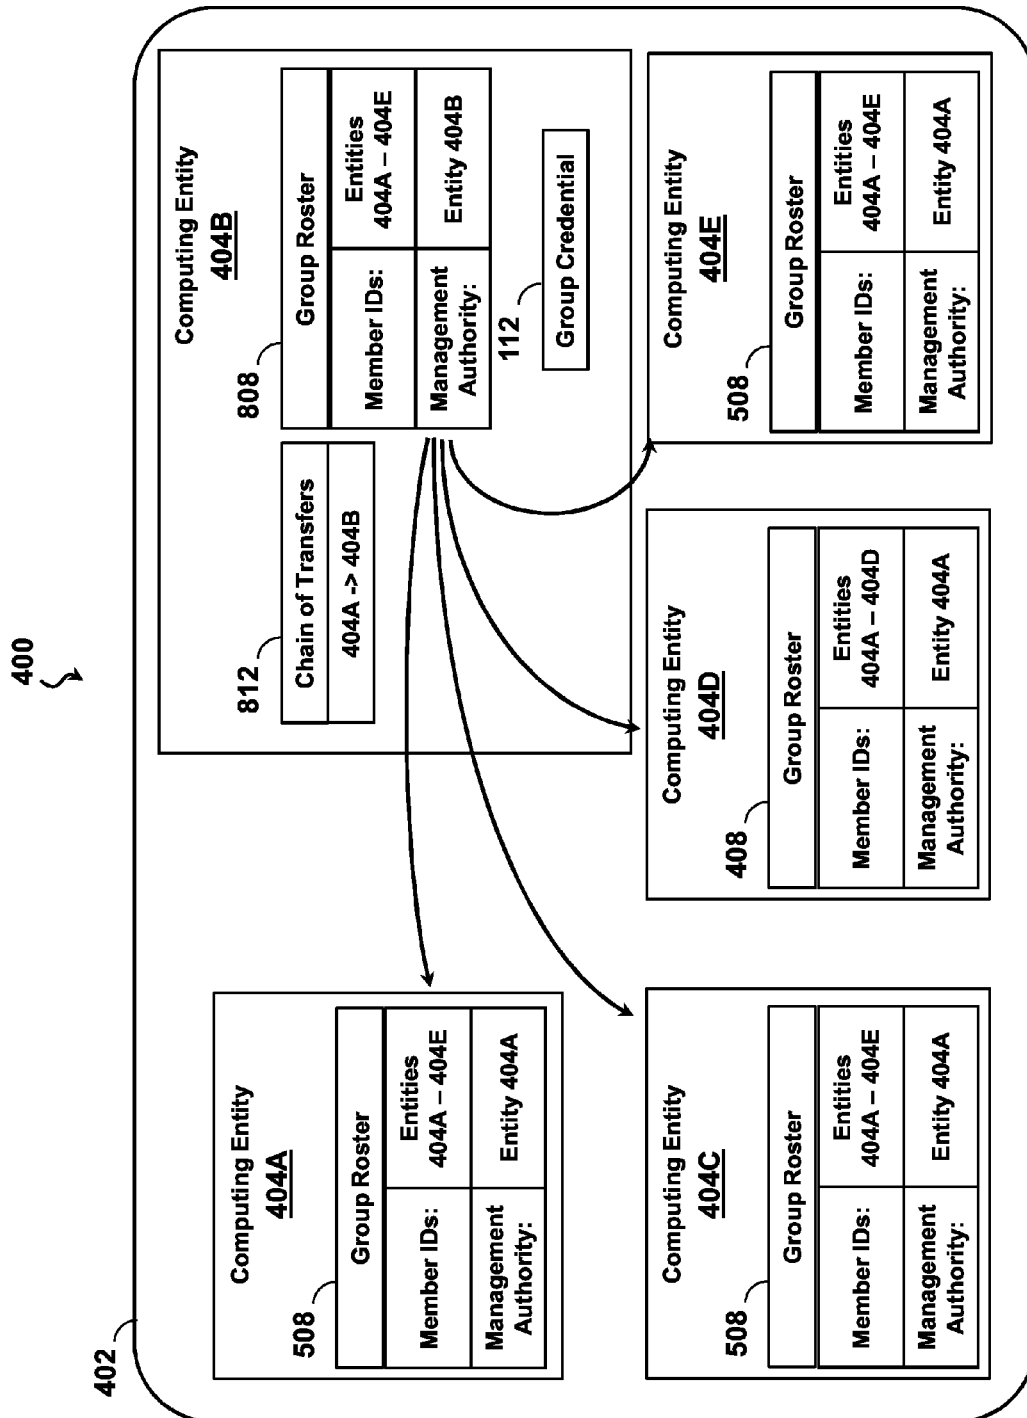 400
402
Computing Entity
404A
508
Group Roster
Member IDs:
Entities
404A – 404E
Management
Authority:
Entity 404A
Computing Entity
404B
812
Chain of Transfers
404A -> 404B
808
Group Roster
Member IDs:
Entities
404A – 404E
Management
Authority:
Entity 404B
112
Group Credential
Computing Entity
404C
508
Group Roster
Member IDs:
Entities
404A – 404E
Management
Authority:
Entity 404A
Computing Entity
404D
408
Group Roster
Member IDs:
Entities
404A – 404D
Management
Authority:
Entity 404A
Computing Entity
404E
508
Group Roster
Member IDs:
Entities
404A – 404E
Management
Authority:
Entity 404A